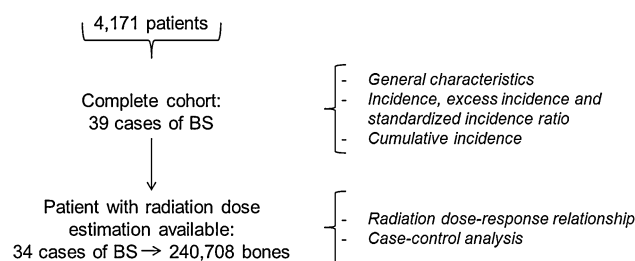 4,171 patients
Complete cohort:
39 cases of BS
- General characteristics
- Incidence, excess incidence and
standardized incidence ratio
- Cumulative incidence
Patient with radiation dose
estimation available:
34 cases of BS → 240,708 bones
- Radiation dose-response relationship
- Case-control analysis